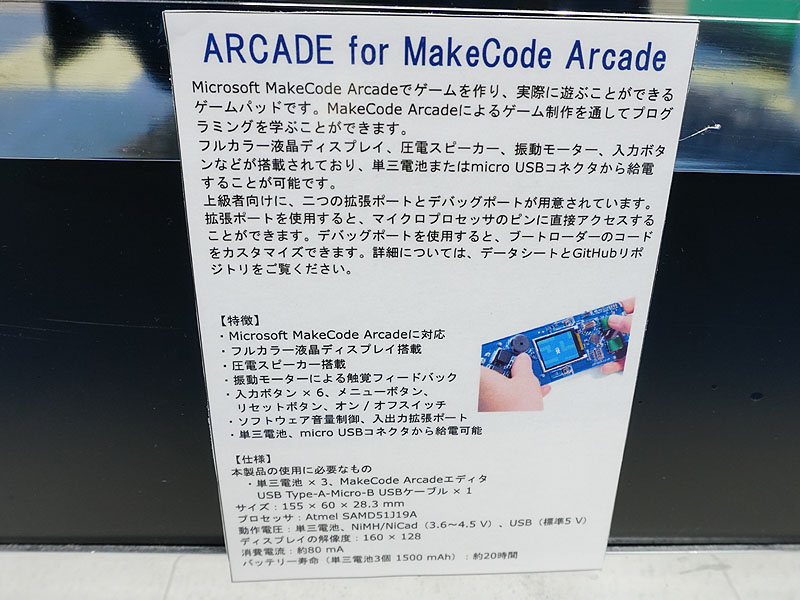 ARCADE for MakeCode Arcade
Microsoft MakeCode Arcadeでゲームを作り、実際に遊ぶことができる
ゲームパッドです。MakeCode Arcadeによるゲーム制作を通してプログ
ラミングを学ぶことができます。
フルカラー液晶ディスプレイ、圧電スピーカー、振動モーター、入力ボタ
ンなどが搭載されており、単三電池またはmicro USBコネクタから給電
することが可能です。
上級者向けに、二つの拡張ポートとデバッグポートが用意されています。
拡張ポートを使用すると、マイクロプロセッサのピンに直接アクセスする
ことができます。デバッグポートを使用すると、ブートローダーのコード
をカスタマイズできます。詳細については、データシートとGitHubリポ
ジトリをご覧ください。
【特徴】
・Microsoft MakeCode Arcadeに対応
・フルカラー液晶ディスプレイ搭載
・圧電スピーカー搭載
・振動モーターによる触覚フィードバック
・入力ボタン × 6、メニューボタン、
リセットボタン、オン / オフスイッチ
・ソフトウェア音量制御、入出力拡張ポート
・単三電池、micro USBコネクタから給電可能
【仕様】
本製品の使用に必要なもの
・単三電池 × 3、MakeCode Arcadeエディタ
USB Type-A-Micro-B USBケーブル × 1
サイズ：155 × 60 × 28.3 mm
プロセッサ：Atmel SAMD51J19A
動作電圧：単三電池、NiMH/NiCad（3.6~4.5 V）、USB（標準5 V）
ディスプレイの解像度：160 × 128
消費電流：約80 mA
バッテリー寿命（単三電池3個 1500 mAh）：約20時間